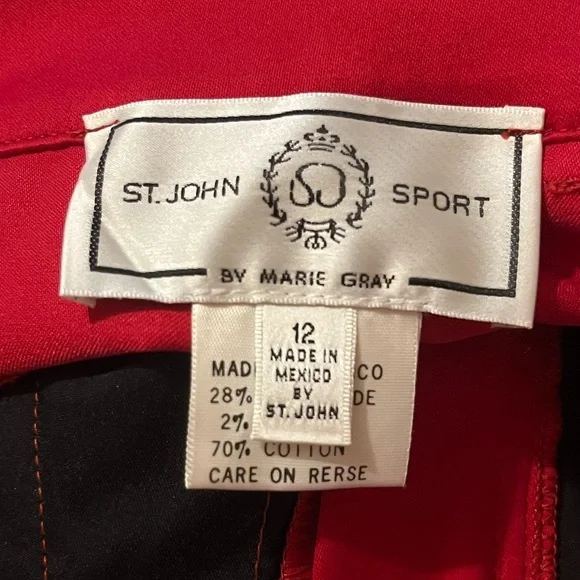 ST. JOHN SJ SPORT
BY MARIE GRAY
12
MADE IN
MEXICO
BY
ST. JOHN
MAD CO
28% DE
2%
70% COTTON
CARE ON RERSE